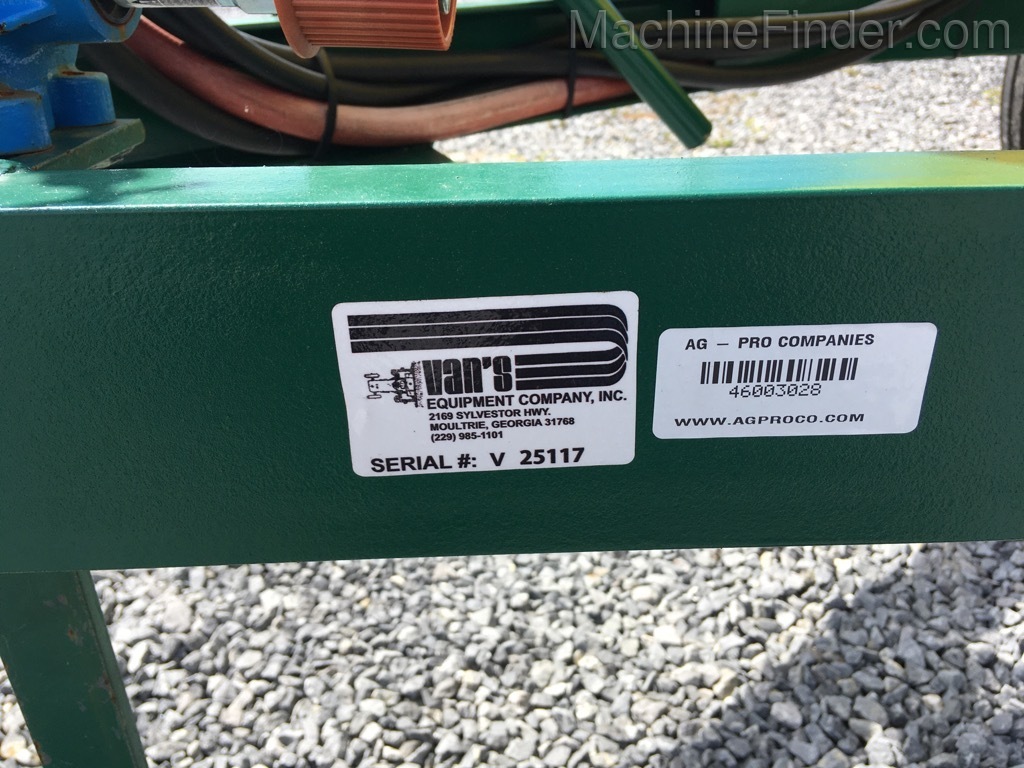 MachineFinder.com
Van's
EQUIPMENT COMPANY, INC.
2169 SYLVESTOR HWY.
MOULTRIE, GEORGIA 31768
(229) 985-1101
SERIAL #: V 25117
AG - PRO COMPANIES
46003028
WWW.AGPROCO.COM